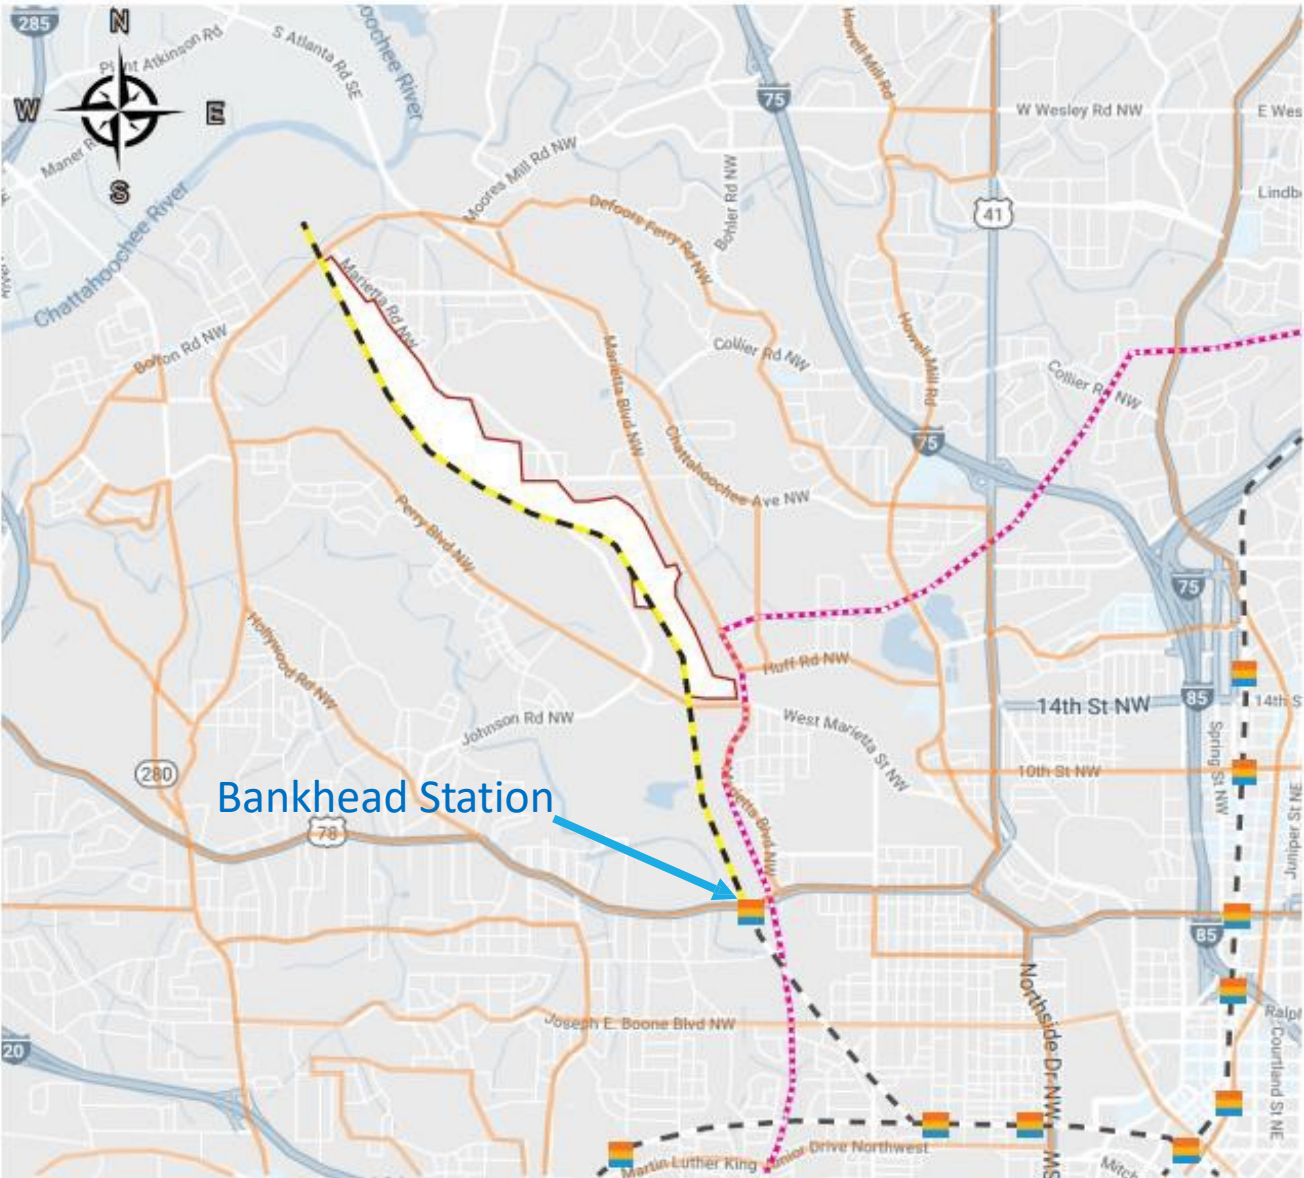 285
N
W
E
S
Plant Atkinson Rd
S Atlanta Rd SE
Chattahoochee River
Maner R
Moores Mill Rd NW
75
Howell Mill Rd
W Wesley Rd NW
E Wes
Lindb
41
Bohler Rd NW
Defoors Ferry Rd NW
Marietta Rd NW
Bolton Rd NW
Collier Rd NW
Howell Mill Rd
Collier Rd NW
Marietta Blvd NW
75
Chattahoochee Ave NW
Perry Blvd NW
75
Hollywood Rd NW
Huff Rd NW
Johnson Rd NW
West Marietta St NW
14th St NW
85
14th S
Spring St NW
10th St NW
280
Bankhead Station
78
Marietta Blvd NW
Juniper St NE
85
Northside Dr NW
Joseph E. Boone Blvd NW
Ralph
20
Courtland St NE
Martin Luther King Junior Drive Northwest
Mitch